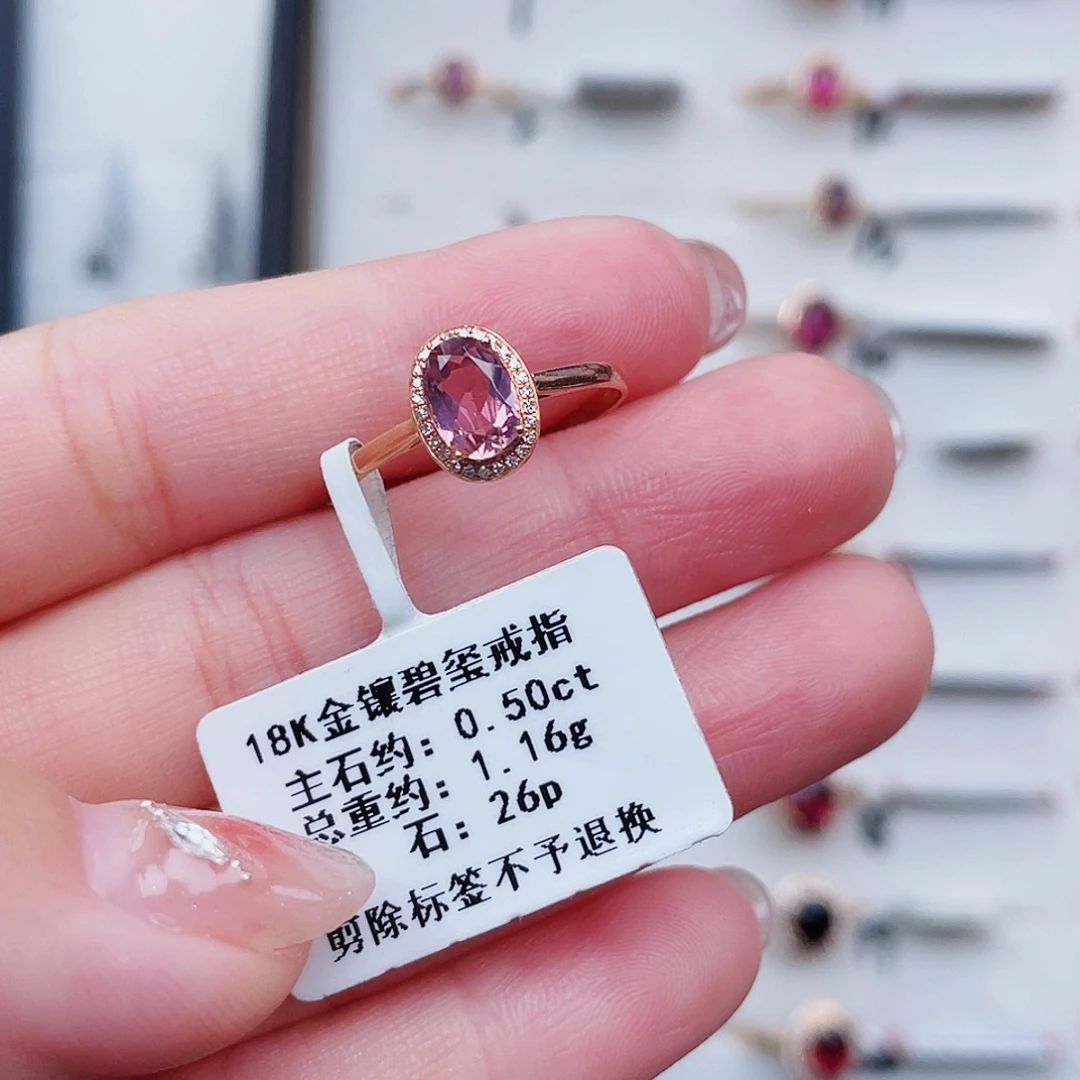 18K金镶碧玺戒指
主石约: 0.50ct
总重约: 1.16g
石: 26p
剪除标签不予退换